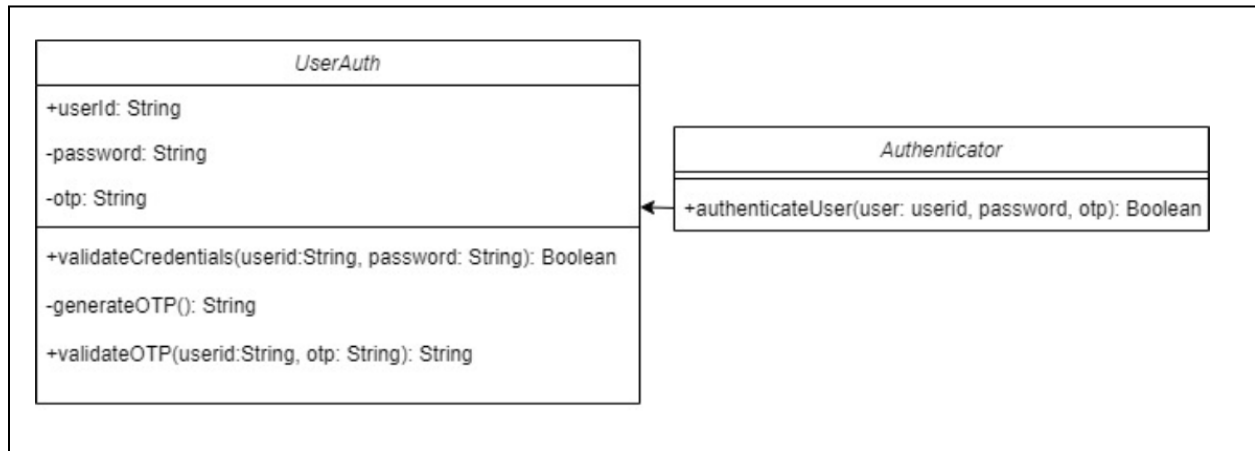 UserAuth
+userId: String
-password: String
-otp: String
+validateCredentials(userid:String, password: String): Boolean
-generateOTP(): String
+validateOTP(userid:String, otp: String): String
Authenticator
+authenticateUser(user: userid, password, otp): Boolean